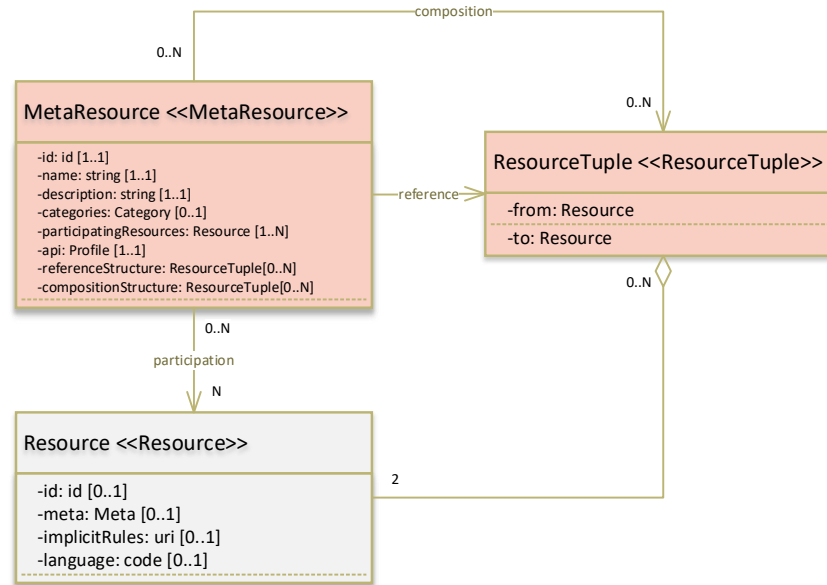 composition
0..N
MetaResource <<MetaResource>>
-id: id [1..1]
-name: string [1..1]
-description: string [1..1]
-categories: Category [0..1]
-participatingResources: Resource [1..N]
-api: Profile [1..1]
-referenceStructure: ResourceTuple[0..N]
-compositionStructure: ResourceTuple[0..N]
reference
0..N
ResourceTuple <<ResourceTuple>>
-from: Resource
-to: Resource
0..N
0..N
participation
N
Resource <<Resource>>
-id: id [0..1]
-meta: Meta [0..1]
-implicitRules: uri [0..1]
-language: code [0..1]
2